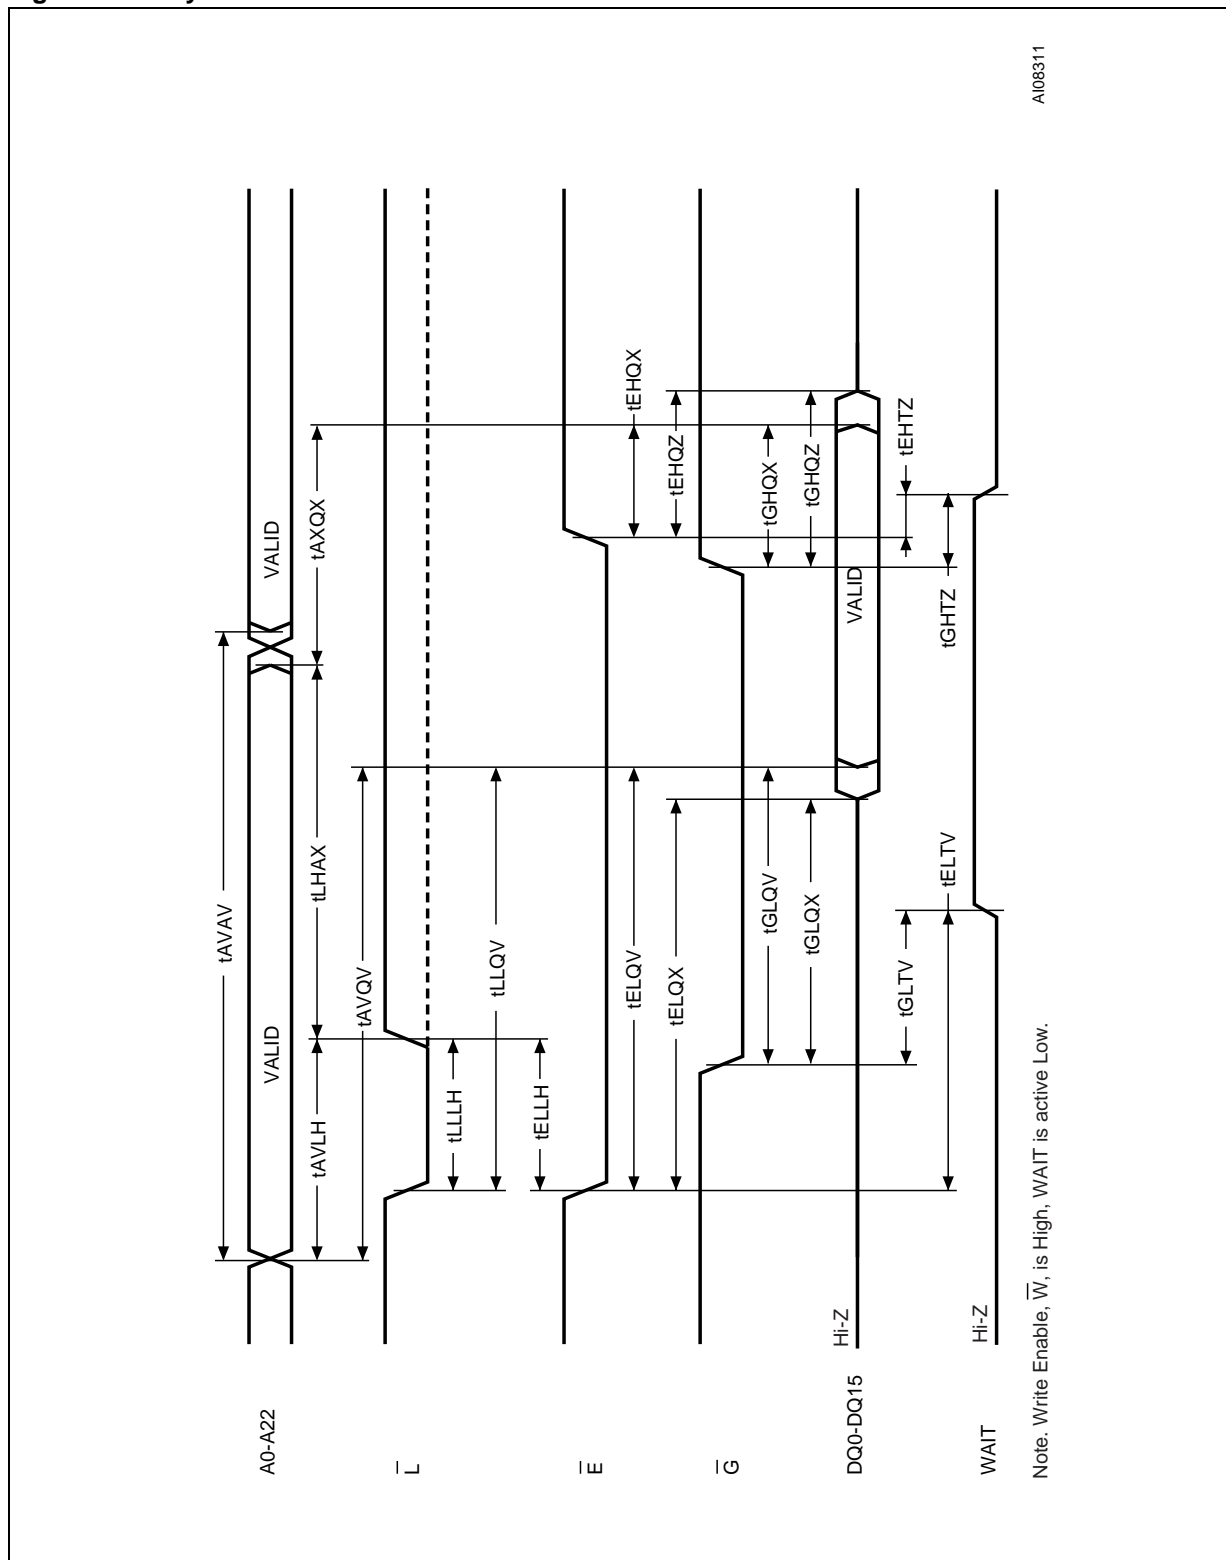 A0-A22
VALID
VALID
tAVAV
tAVLH
tLHAX
tAXQX
tAVQV
L
tLLLH
tLLQV
tELLH
E
tELQV
tEHQX
tELQX
tEHQZ
G
tGLQV
tGHQX
tGLQX
tGHQZ
DQ0-DQ15
Hi-Z
VALID
tGLTV
tEHTZ
tELTV
tGHTZ
WAIT
Hi-Z
Note. Write Enable, W̅, is High, WAIT is active Low.
AI08311